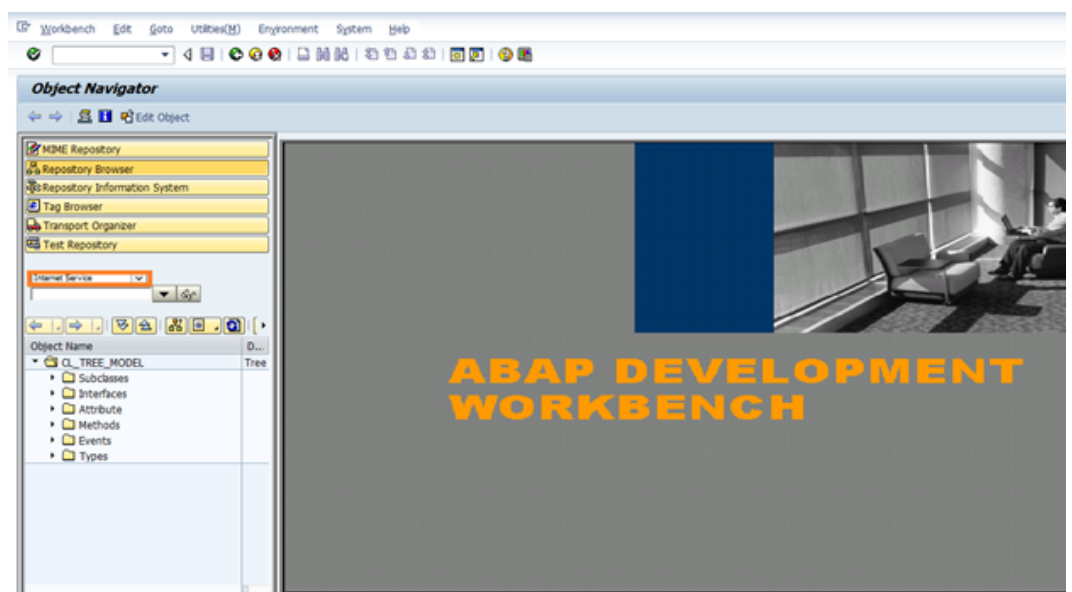 Workbench Edit Goto Utilities(M) Environment System Help
Object Navigator
Edit Object
MIME Repository
Repository Browser
Repository Information System
Tag Browser
Transport Organizer
Test Repository
Internet Service
Object Name D...
CL_TREE_MODEL Tree
Subclasses
Interfaces
Attribute
Methods
Events
Types
ABAP DEVELOPMENT
WORKBENCH